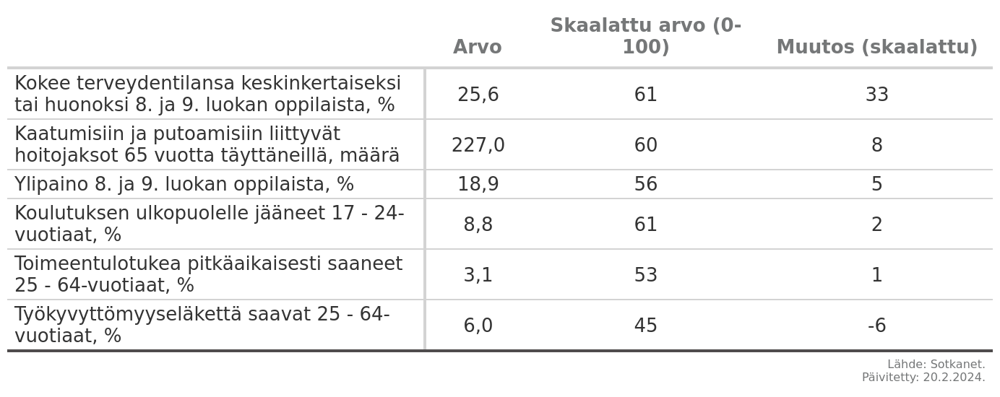 Arvo
Skaalattu arvo (0-
100)
Muutos (skaalattu)
Kokee terveydentilansa keskinkertaiseksi
tai huonoksi 8. ja 9. luokan oppilaista, %
25,6
61
33
Kaatumisiin ja putoamisiin liittyvät
hoitojaksot 65 vuotta täyttäneillä, määrä
227,0
60
8
Ylipaino 8. ja 9. luokan oppilaista, %
18,9
56
5
Koulutuksen ulkopuolelle jääneet 17 - 24-
vuotiaat, %
8,8
61
2
Toimeentulotukea pitkäaikaisesti saaneet
25 - 64-vuotiaat, %
3,1
53
1
Työkyvyttömyyseläkettä saavat 25 - 64-
vuotiaat, %
6,0
45
-6
Lähde: Sotkanet.
Päivitetty: 20.2.2024.